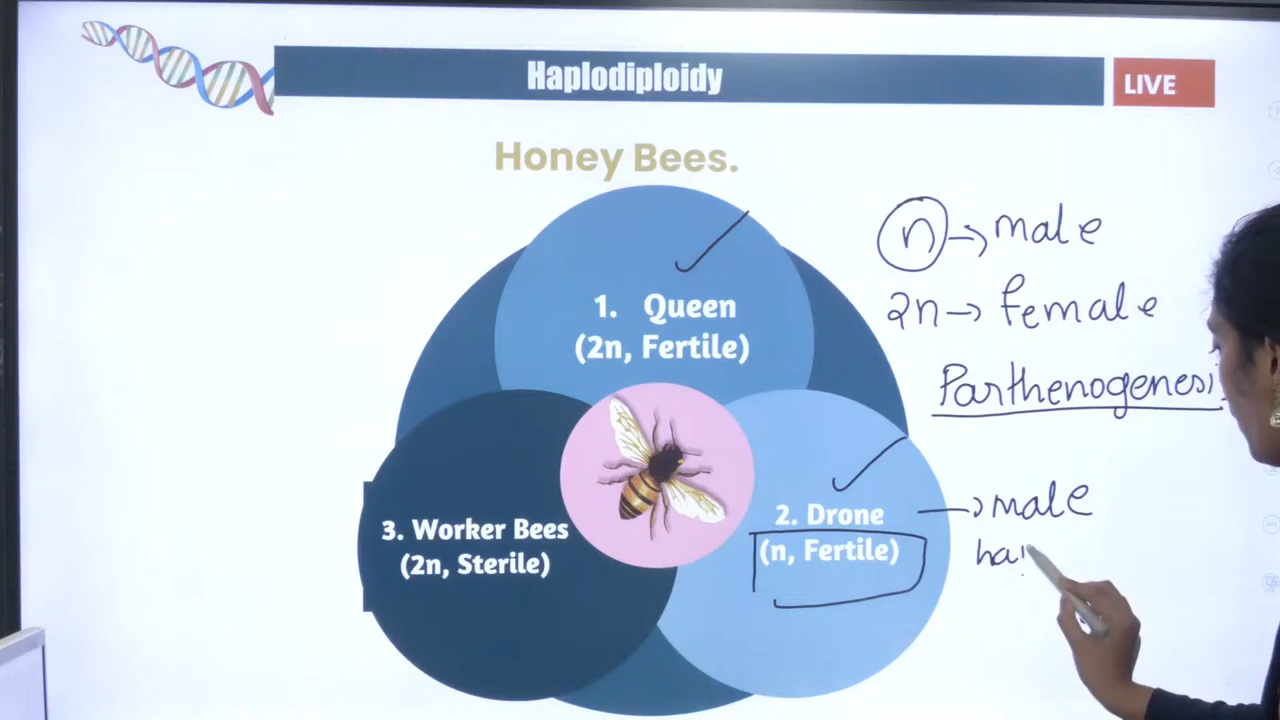 Haplodiploidy
LIVE
Honey Bees.
n → male
2n → female
Parthenogenesi
1. Queen
(2n, Fertile)
2. Drone
(n, Fertile)
→ male
3. Worker Bees
(2n, Sterile)